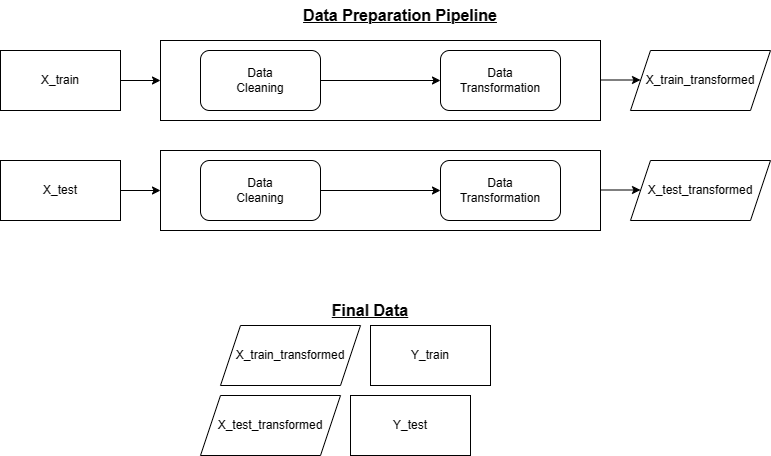 Data Preparation Pipeline
X_train
Data
Cleaning
Data
Transformation
X_train_transformed
X_test
Data
Cleaning
Data
Transformation
X_test_transformed
Final Data
X_train_transformed
Y_train
X_test_transformed
Y_test